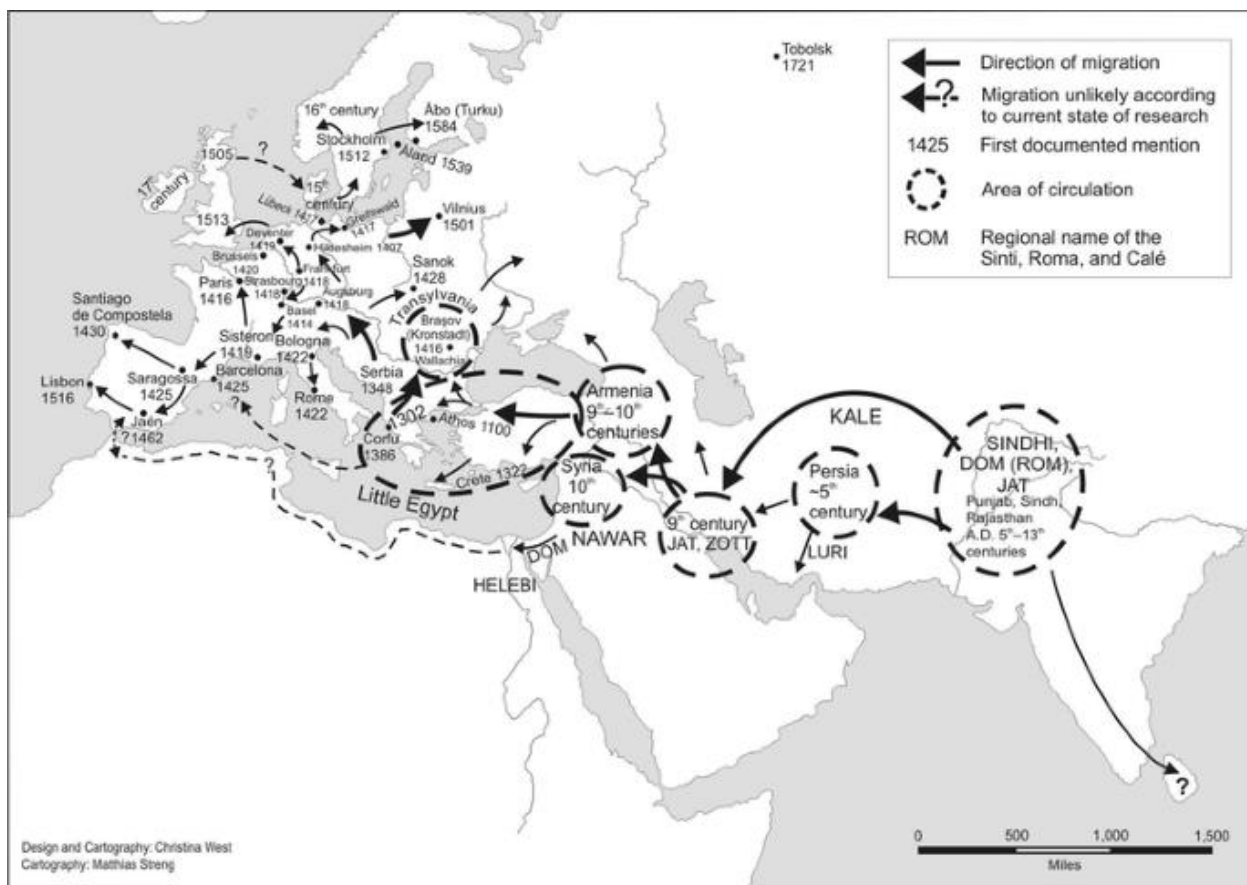 Tobolsk
1721
Direction of migration
?
Migration unlikely according
to current state of research
1425
First documented mention
Area of circulation
ROM
Regional name of the
Sinti, Roma, and Calé
16th century
Åbo (Turku)
1584
Stockholm
1512
Åland 1539
1505
?
17th
century
15th
century
1513
Lübeck 1417
Greifswald
1417
Vilnius
1501
Deventer
1419
Hildesheim 1407
Brussels
1420
Frankfurt
1418
Sanok
1428
Paris
1416
Strasbourg
1418
Augsburg
1418
Basel
1414
Transylvania
Braşov
(Kronstadt)
1416
Wallachia
Santiago
de Compostela
1430
Sisteron
1419
Bologna
1422
Serbia
1348
Lisbon
1516
Saragossa
1425
Barcelona
1425
?
Rome
1422
Jaén
1462
?
?
1302
Athos 1100
Corfu
1386
Crete 1322
Little Egypt
Armenia
9th–10th
centuries
Syria
10th
century
NAWAR
DOM
HELEBI
9th century
JAT, ZOTT
Persia
~5th
century
LURI
KALE
SINDHI,
DOM (ROM),
JAT
Punjab, Sindh,
Rajasthan
A.D. 5th–13th
centuries
?
Design and Cartography: Christina West
Cartography: Matthias Streng
0 500 1,000 1,500
Miles